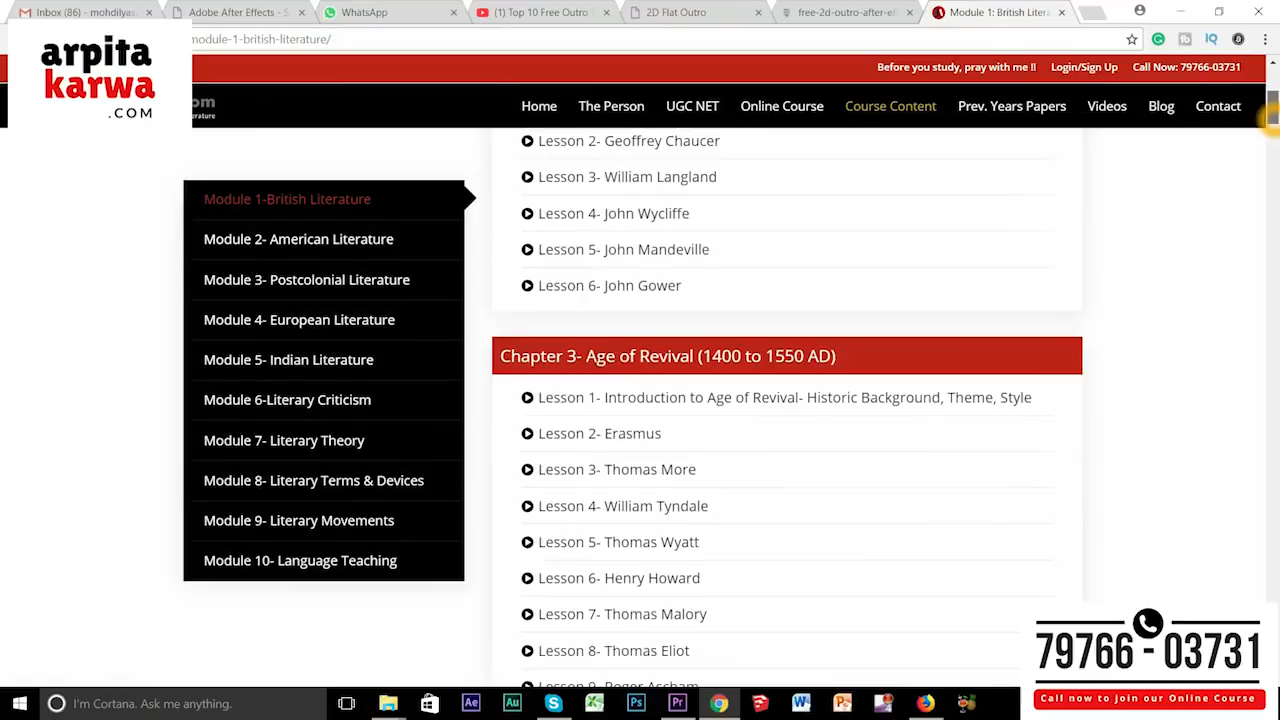 Inbox (86) - mohdilyas
Adobe After Effects - S
WhatsApp
(1) Top 10 Free Outro
2D Flat Outro
free-2d-outro-after-el
Module 1: British Litera
arpita
karwa
.COM
module-1-british-literature/
Before you study, pray with me !!
Login/Sign Up
Call Now: 79766-03731
om
erature
Home
The Person
UGC NET
Online Course
Course Content
Prev. Years Papers
Videos
Blog
Contact
Module 1-British Literature
Module 2- American Literature
Module 3- Postcolonial Literature
Module 4- European Literature
Module 5- Indian Literature
Module 6-Literary Criticism
Module 7- Literary Theory
Module 8- Literary Terms & Devices
Module 9- Literary Movements
Module 10- Language Teaching
Lesson 2- Geoffrey Chaucer
Lesson 3- William Langland
Lesson 4- John Wycliffe
Lesson 5- John Mandeville
Lesson 6- John Gower
Chapter 3- Age of Revival (1400 to 1550 AD)
Lesson 1- Introduction to Age of Revival- Historic Background, Theme, Style
Lesson 2- Erasmus
Lesson 3- Thomas More
Lesson 4- William Tyndale
Lesson 5- Thomas Wyatt
Lesson 6- Henry Howard
Lesson 7- Thomas Malory
Lesson 8- Thomas Eliot
Lesson 9- Roger Ascham
79766 - 03731
Call now to join our Online Course
I'm Cortana. Ask me anything.